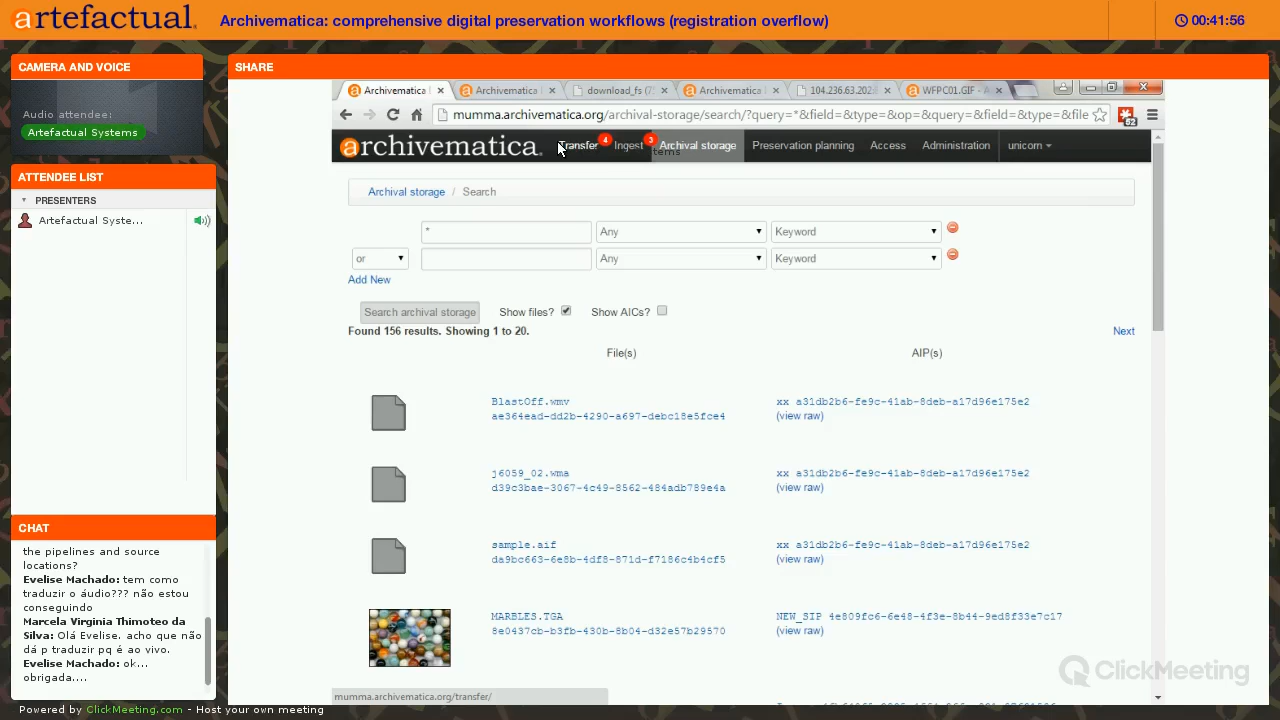 artefactual.
Archivematica: comprehensive digital preservation workflows (registration overflow)
00:41:56
CAMERA AND VOICE
Audio attendee:
Artefactual Systems
ATTENDEE LIST
PRESENTERS
Artefactual Syste...
CHAT
the pipelines and source
locations?
Evelise Machado: tem como
traduzir o áudio??? não estou
conseguindo
Marcela Virginia Thimoteo da
Silva: Olá Evelise. acho que não
dá p traduzir pq é ao vivo.
Evelise Machado: ok...
obrigada....
Powered by ClickMeeting.com - Host your own meeting
SHARE
Archivematica
Archivematica
download_fs (75
Archivematica
104.236.63.202:8
WFPC01.GIF - A
mumma.archivematica.org/archival-storage/search/?query=*&field=&type=&op=&query=&field=&type=&file
62
archivematica.
Transfer 4
Ingest 3
Archival storage
Preservation planning
Access
Administration
unicorn
Archival storage / Search
* Any Keyword
or Any Keyword
Add New
Search archival storage Show files? Show AICs?
Found 156 results. Showing 1 to 20.
Next
File(s) AIP(s)
BlastOff.wmv xx a31db2b6-fe9c-41ab-8deb-a17d96e175e2
ae364ead-dd2b-4290-a697-debc18e5fce4 (view raw)
j6059_02.wma xx a31db2b6-fe9c-41ab-8deb-a17d96e175e2
d39c3bae-3067-4c49-8562-484adb789e4a (view raw)
sample.aif xx a31db2b6-fe9c-41ab-8deb-a17d96e175e2
da9bc663-6e8b-4df8-871d-f7186c4b4cf5 (view raw)
MARBLES.TGA NEW_SIP 4e809fc6-6e48-4f3e-8b44-9ed8f33e7c17
8e0437cb-b3fb-430b-8b04-d32e57b29570 (view raw)
mumma.archivematica.org/transfer/
ClickMeeting